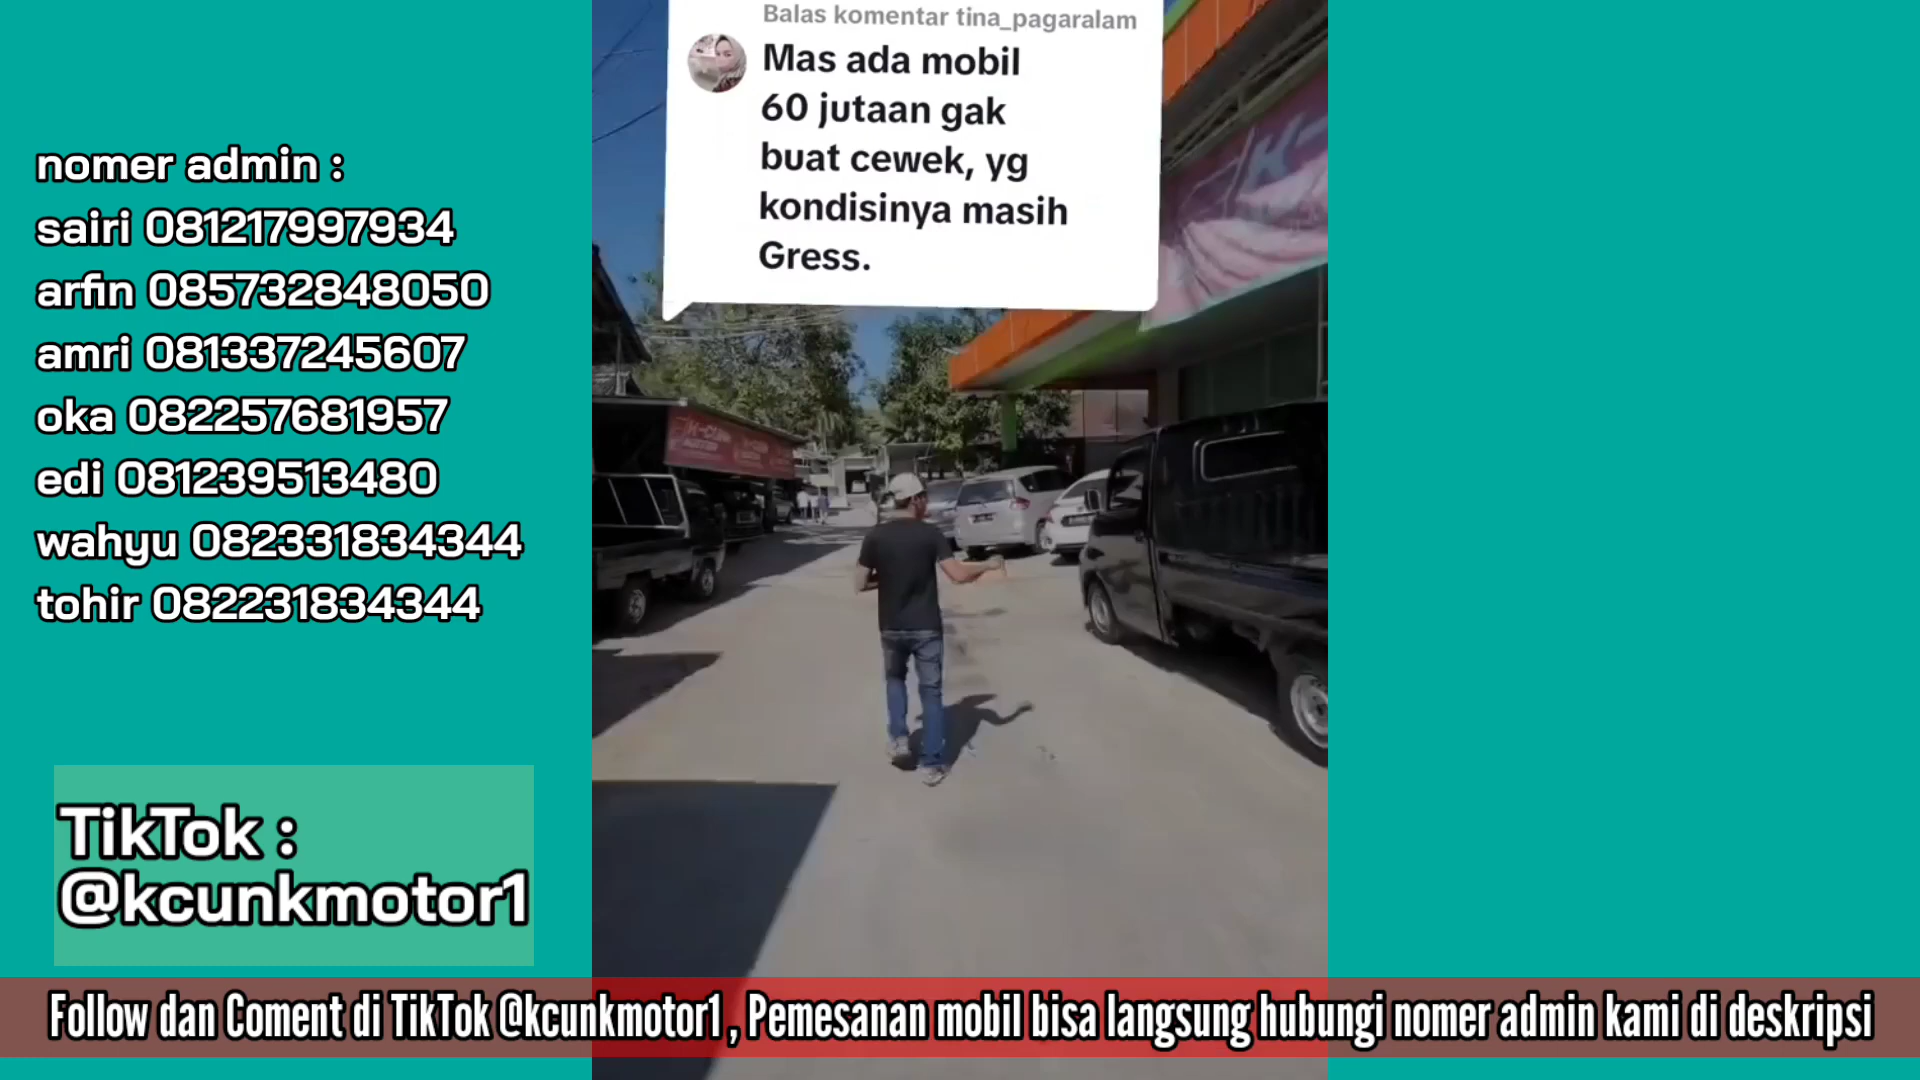 Balas komentar tina_pagaralam
Mas ada mobil
60 jutaan gak
buat cewek, yg
kondisinya masih
Gress.
nomer admin :
sairi 081217997934
arfin 085732848050
amri 081337245607
oka 082257681957
edi 081239513480
wahyu 082331834344
tohir 082231834344
TikTok :
@kcunkmotor1
Follow dan Coment di TikTok @kcunkmotor1 , Pemesanan mobil bisa langsung hubungi nomer admin kami di deskripsi